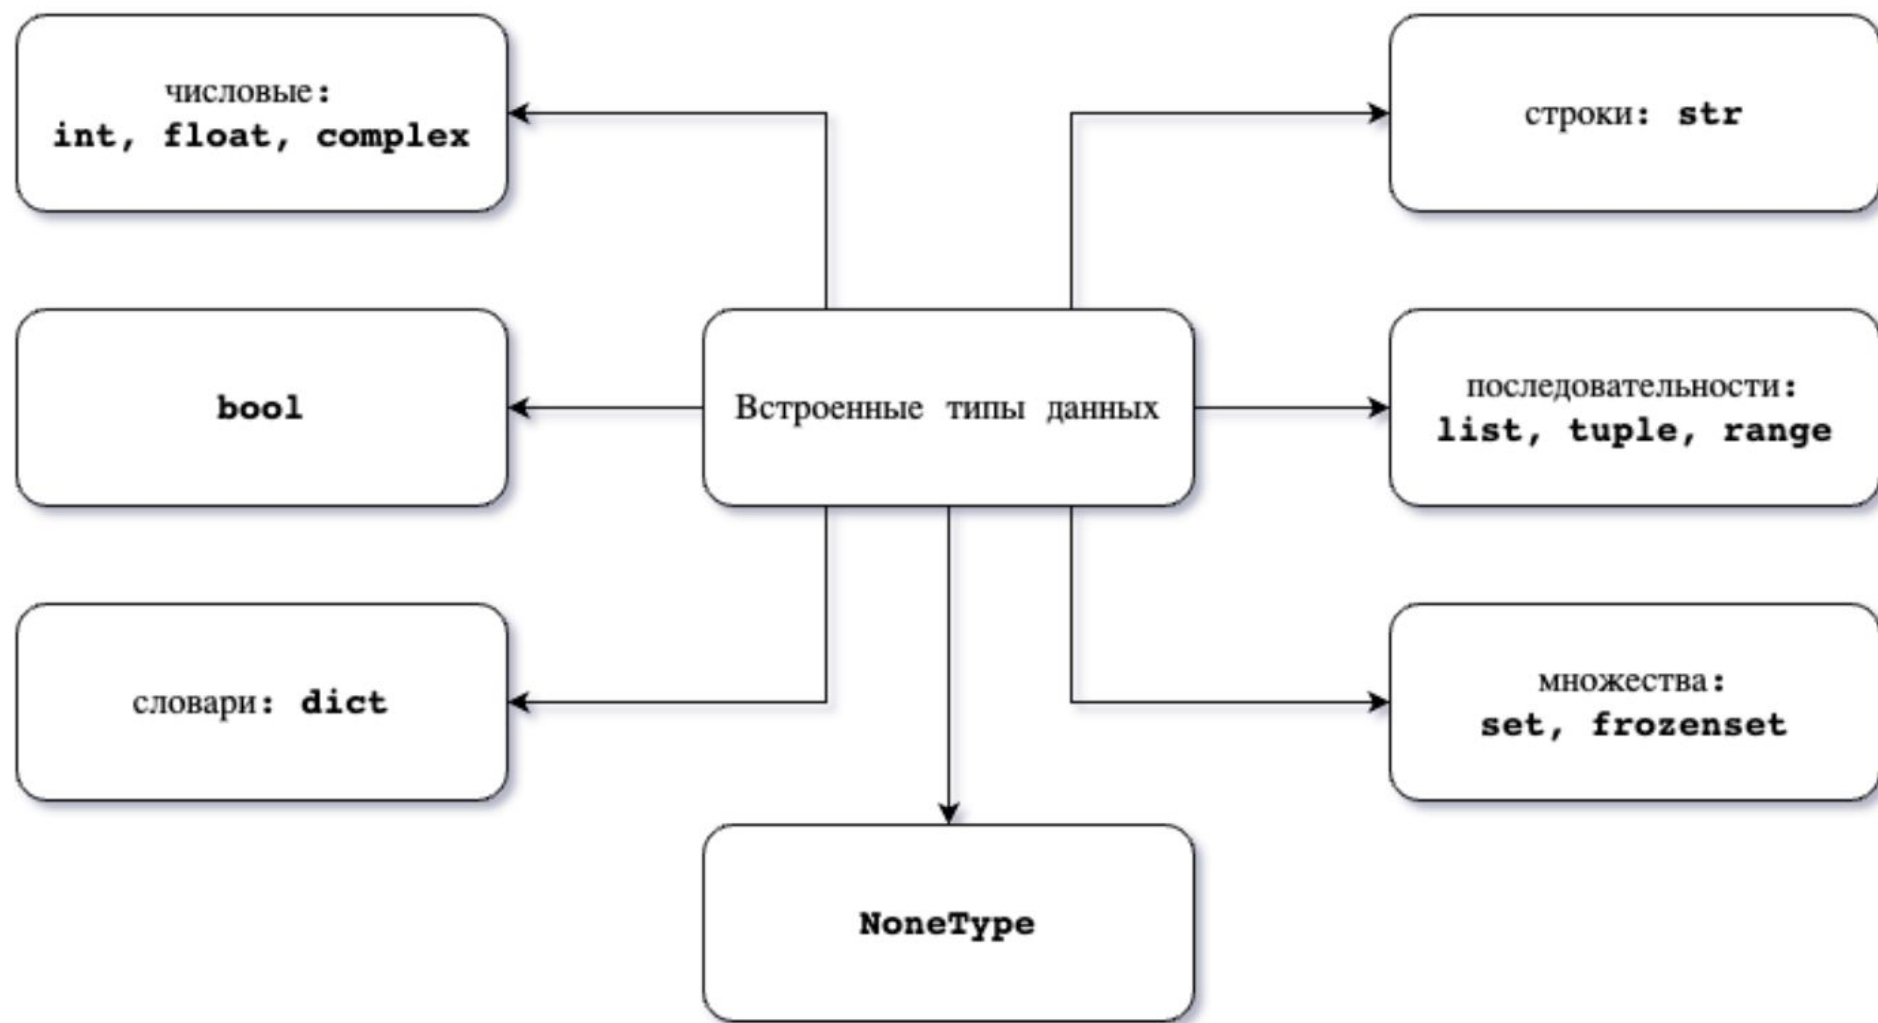 числовые:
int, float, complex
строки: str
bool
Встроенные типы данных
последовательности:
list, tuple, range
словари: dict
множества:
set, frozenset
NoneType